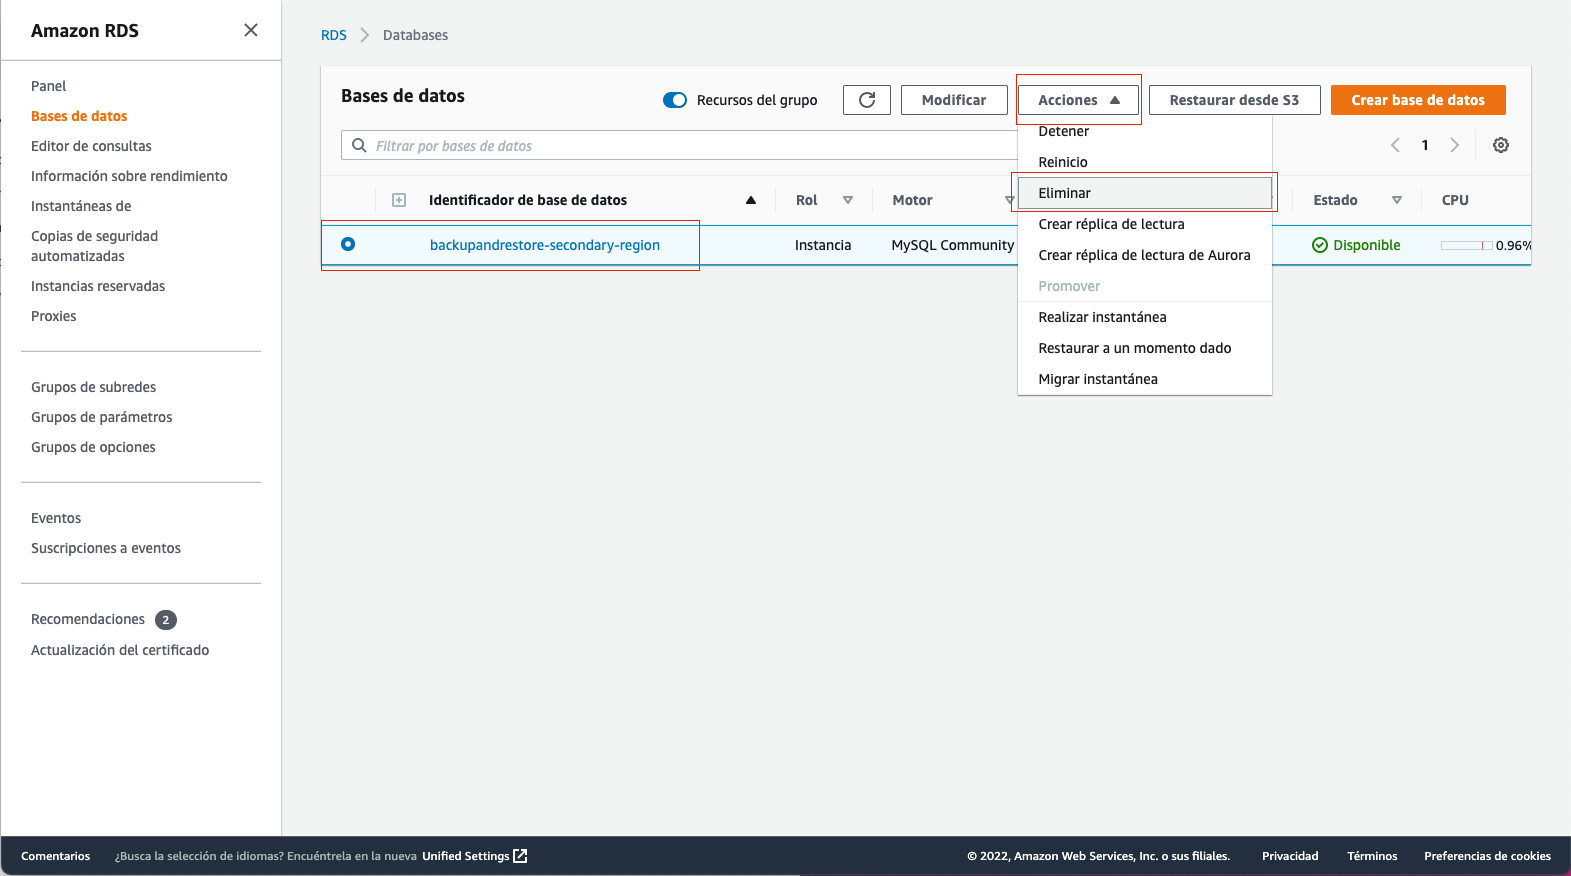 Amazon RDS
Panel
Bases de datos
Editor de consultas
Información sobre rendimiento
Instantáneas de
Copias de seguridad
automatizadas
Instancias reservadas
Proxies
Grupos de subredes
Grupos de parámetros
Grupos de opciones
Eventos
Suscripciones a eventos
Recomendaciones 2
Actualización del certificado
RDS Databases
Bases de datos Recursos del grupo Modificar Acciones Restaurar desde S3 Crear base de datos
Filtrar por bases de datos 1
Identificador de base de datos Rol Motor Estado CPU
backupandrestore-secondary-region Instancia MySQL Community Disponible 0.96%
Detener
Reinicio
Eliminar
Crear réplica de lectura
Crear réplica de lectura de Aurora
Promover
Realizar instantánea
Restaurar a un momento dado
Migrar instantánea
Comentarios ¿Busca la selección de idiomas? Encuéntrela en la nueva Unified Settings © 2022, Amazon Web Services, Inc. o sus filiales. Privacidad Términos Preferencias de cookies